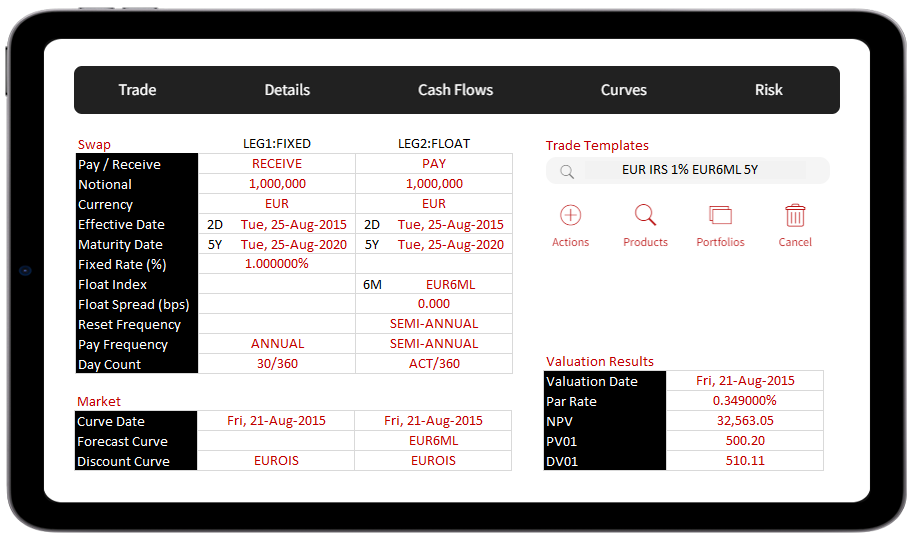 Trade Details Cash Flows Curves Risk
Swap LEG1:FIXED LEG2:FLOAT
Pay / Receive RECEIVE PAY
Notional 1,000,000 1,000,000
Currency EUR EUR
Effective Date 2D Tue, 25-Aug-2015 2D Tue, 25-Aug-2015
Maturity Date 5Y Tue, 25-Aug-2020 5Y Tue, 25-Aug-2020
Fixed Rate (%) 1.000000%
Float Index 6M EUR6ML
Float Spread (bps) 0.000
Reset Frequency SEMI-ANNUAL
Pay Frequency ANNUAL SEMI-ANNUAL
Day Count 30/360 ACT/360
Market
Curve Date Fri, 21-Aug-2015 Fri, 21-Aug-2015
Forecast Curve EUR6ML
Discount Curve EUROIS EUROIS
Trade Templates
EUR IRS 1% EUR6ML 5Y
Actions Products Portfolios Cancel
Valuation Results
Valuation Date Fri, 21-Aug-2015
Par Rate 0.349000%
NPV 32,563.05
PV01 500.20
DV01 510.11